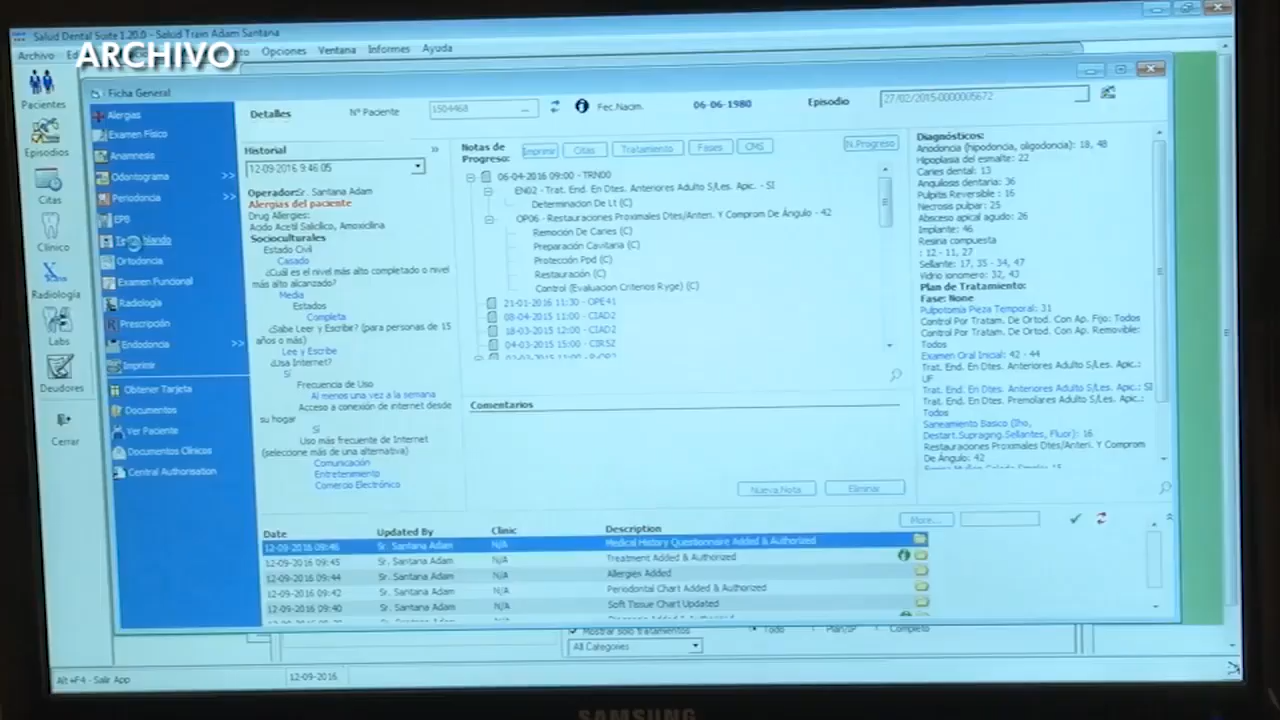 Salud Dental Suite 1.20.0 - Salud Train Adam Santana
ARCHIVO
Archivo Opciones Ventana Informes Ayuda
Pacientes
Episodios
Citas
Clínico
Radiología
Labs
Deudores
Cerrar
Ficha General
Alergias
Examen Físico
Anamnesis
Odontograma >>
Periodoncia >>
EPB
Ortodoncia
Examen Funcional
Radiología
Prescripción
Endodoncia >>
Imprimir
Obtener Tarjeta
Documentos
Ver Paciente
Documentos Clínicos
Central Authorisation
Detalles
Nº Paciente 1504468 ...
Fec.Nacim. 06-06-1980
Episodio 27/02/2015-0000005672
Historial »
12-09-2016 9:46:05
Operador:Sr. Santana Adam
Alergias del paciente
Drug Allergies:
Acido Acetil Salicilico, Amoxicilina
Socioculturales
Estado Civil
Casado
¿Cuál es el nivel más alto completado o nivel
más alto alcanzado?
Media
Estados
Completa
¿Sabe Leer y Escribe? (para personas de 15
años o más)
Lee y Escribe
¿Usa Internet?
Sí
Frecuencia de Uso
Al menos una vez a la semana
Acceso a conexión de internet desde
su hogar
Sí
Uso más frecuente de Internet
(seleccione más de una alternativa)
Comunicación
Entretenimiento
Comercio Electrónico
Notas de
Progreso:
Imprimir Citas Tratamiento Fases CMS N.Progreso
06-04-2016 09:00 - TRN00
EN02 - Trat. End. En Dtes. Anteriores Adulto S/Les. Apic. - SI
Determinacion De Lt (C)
OP06 - Restauraciones Proximales Dtes/Anteri. Y Comprom De Ángulo - 42
Remoción De Caries (C)
Preparación Cavitaria (C)
Protección Ppd (C)
Restauración (C)
Control (Evaluacion Criterios Ryge) (C)
21-01-2016 11:30 - OPE41
08-04-2015 11:00 - CIAD2
18-03-2015 12:00 - CIAD2
04-03-2015 15:00 - CIRSZ
Comentarios
Nueva Nota Eliminar
Diagnósticos:
Anodoncia (hipodoncia, oligodoncia): 18, 48
Hipoplasia del esmalte: 22
Caries dental: 13
Anquilosis dentaria: 36
Pulpitis Reversible : 16
Necrosis pulpar: 25
Absceso apical agudo: 26
Implante: 46
Resina compuesta
: 12 - 11, 27
Sellante: 17, 35 - 34, 47
Vidrio ionomero: 32, 43
Plan de Tratamiento:
Fase: None
Pulpotomía Pieza Temporal: 31
Control Por Tratam. De Ortod. Con Ap. Fijo: Todos
Control Por Tratam. De Ortod. Con Ap. Removible:
Todos
Examen Oral Inicial: 42 - 44
Trat. End. En Dtes. Anteriores Adulto S/Les. Apic.:
UF
Trat. End. En Dtes. Anteriores Adulto S/Les. Apic.: SI
Trat. End. En Dtes. Premolares Adulto S/Les. Apic.:
Todos
Saneamiento Basico (Iho,
Destart.Supraging.Sellantes, Fluor): 16
Restauraciones Proximales Dtes/Anteri. Y Comprom
De Ángulo: 42
More...
Date Updated By Clinic Description
12-09-2016 09:46 Sr. Santana Adam N/A Medical History Questionnaire Added & Authorized
12-09-2016 09:45 Sr. Santana Adam N/A Treatment Added & Authorized
12-09-2016 09:44 Sr. Santana Adam N/A Allergies Added
12-09-2016 09:42 Sr. Santana Adam N/A Periodontal Chart Added & Authorized
12-09-2016 09:40 Sr. Santana Adam N/A Soft Tissue Chart Updated
Mostrar solo tratamientos Todo Plan/IP Completo
All Categories
Alt+F4 - Salir App 12-09-2016
SAMSUNG